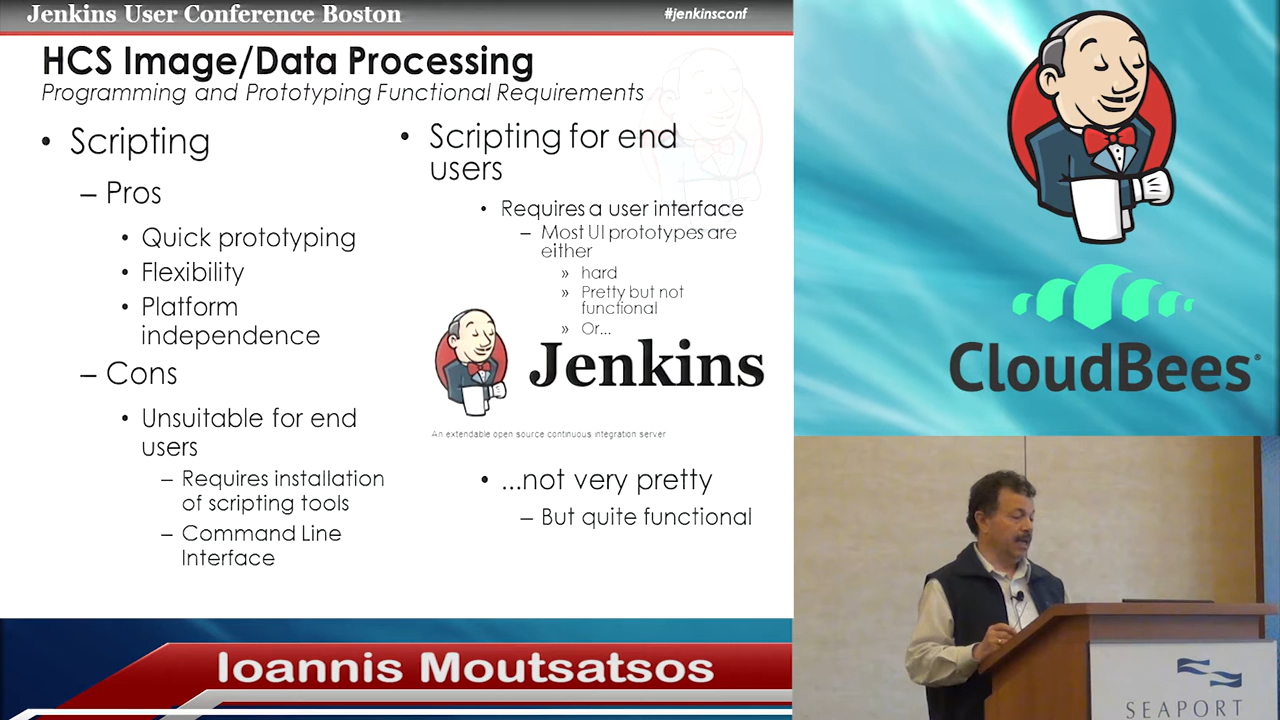 Jenkins User Conference Boston
#jenkinsconf
HCS Image/Data Processing
Programming and Prototyping Functional Requirements
• Scripting
– Pros
• Quick prototyping
• Flexibility
• Platform
independence
– Cons
• Unsuitable for end
users
– Requires installation
of scripting tools
– Command Line
Interface
• Scripting for end
users
• Requires a user interface
– Most UI prototypes are
either
» hard
» Pretty but not
functional
» Or...
Jenkins
An extendable open source continuous integration server
• ...not very pretty
– But quite functional
CloudBees®
Ioannis Moutsatsos
SEAPORT